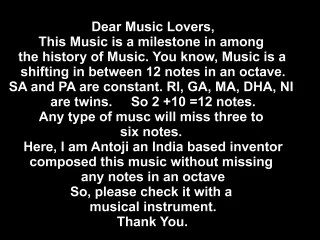 Dear Music Lovers,
This Music is a milestone in among
the history of Music. You know, Music is a
shifting in between 12 notes in an octave.
SA and PA are constant. RI, GA, MA, DHA, NI
are twins. So 2 +10 =12 notes.
Any type of musc will miss three to
six notes.
Here, I am Antoji an India based inventor
composed this music without missing
any notes in an octave
So, please check it with a
musical instrument.
Thank You.